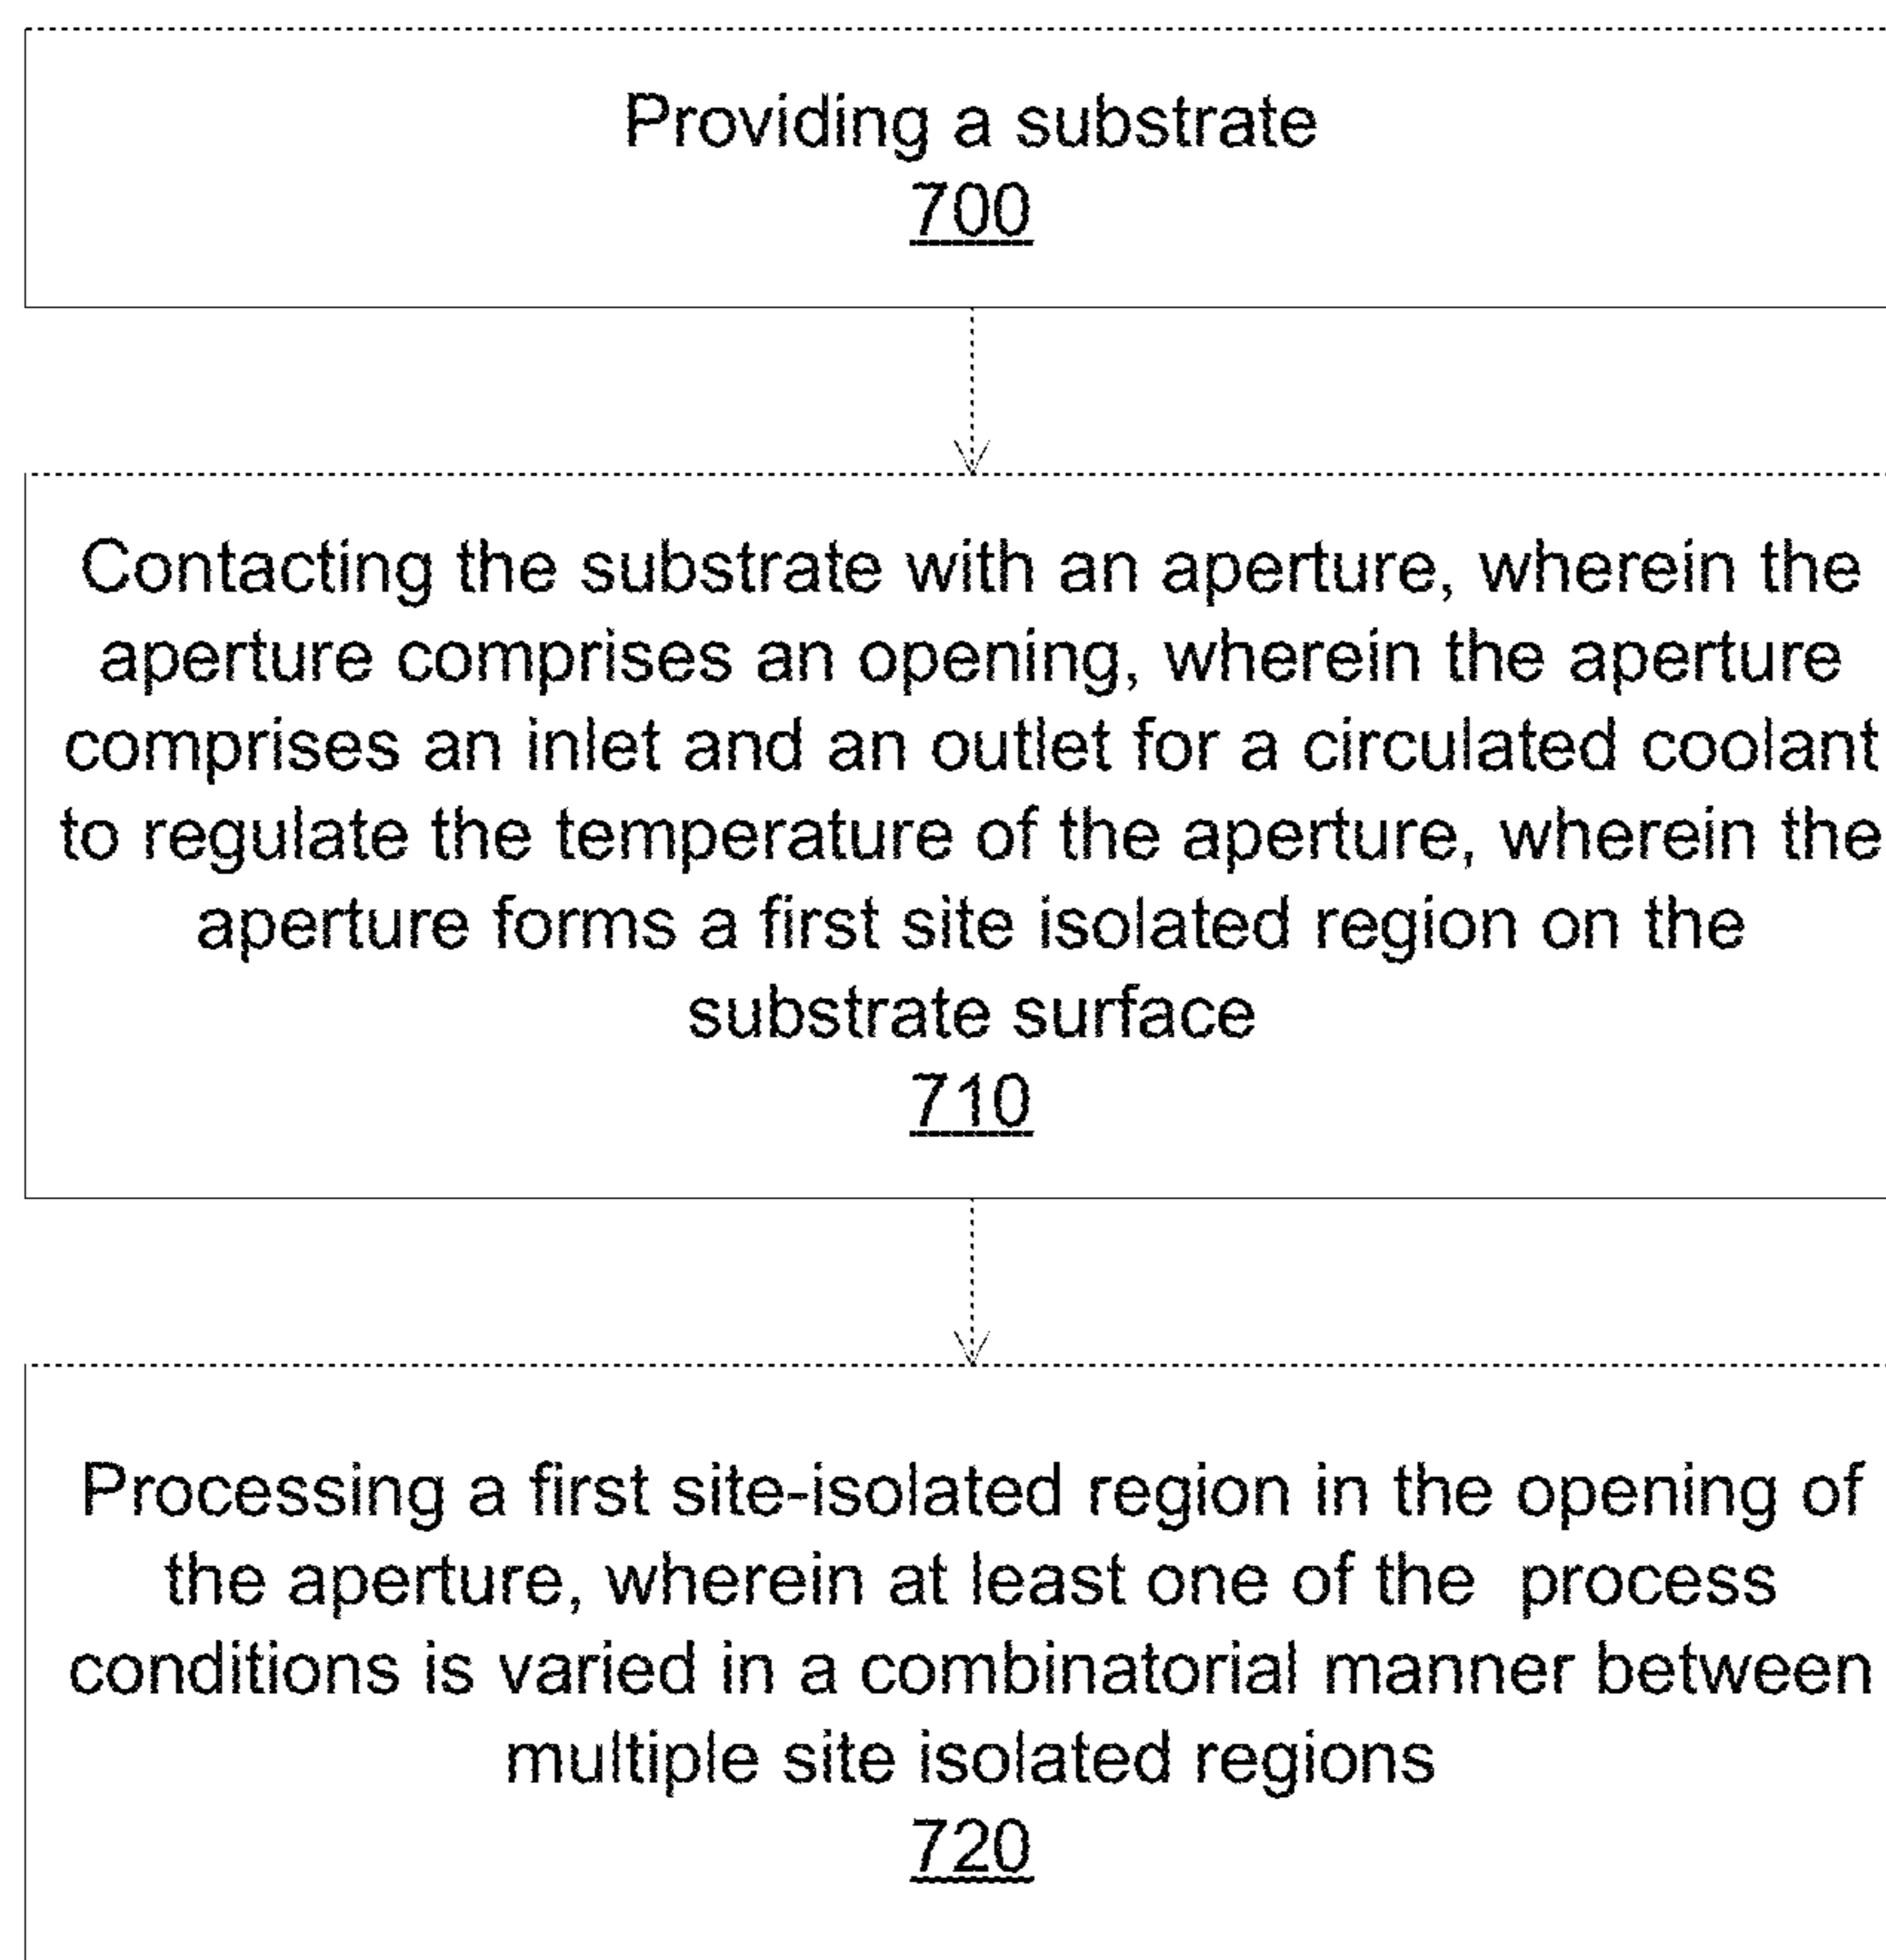 Providing a substrate
700
Contacting the substrate with an aperture, wherein the
aperture comprises an opening, wherein the aperture
comprises an inlet and an outlet for a circulated coolant
to regulate the temperature of the aperture, wherein the
aperture forms a first site isolated region on the
substrate surface
710
Processing a first site-isolated region in the opening of
the aperture, wherein at least one of the process
conditions is varied in a combinatorial manner between
multiple site isolated regions
720